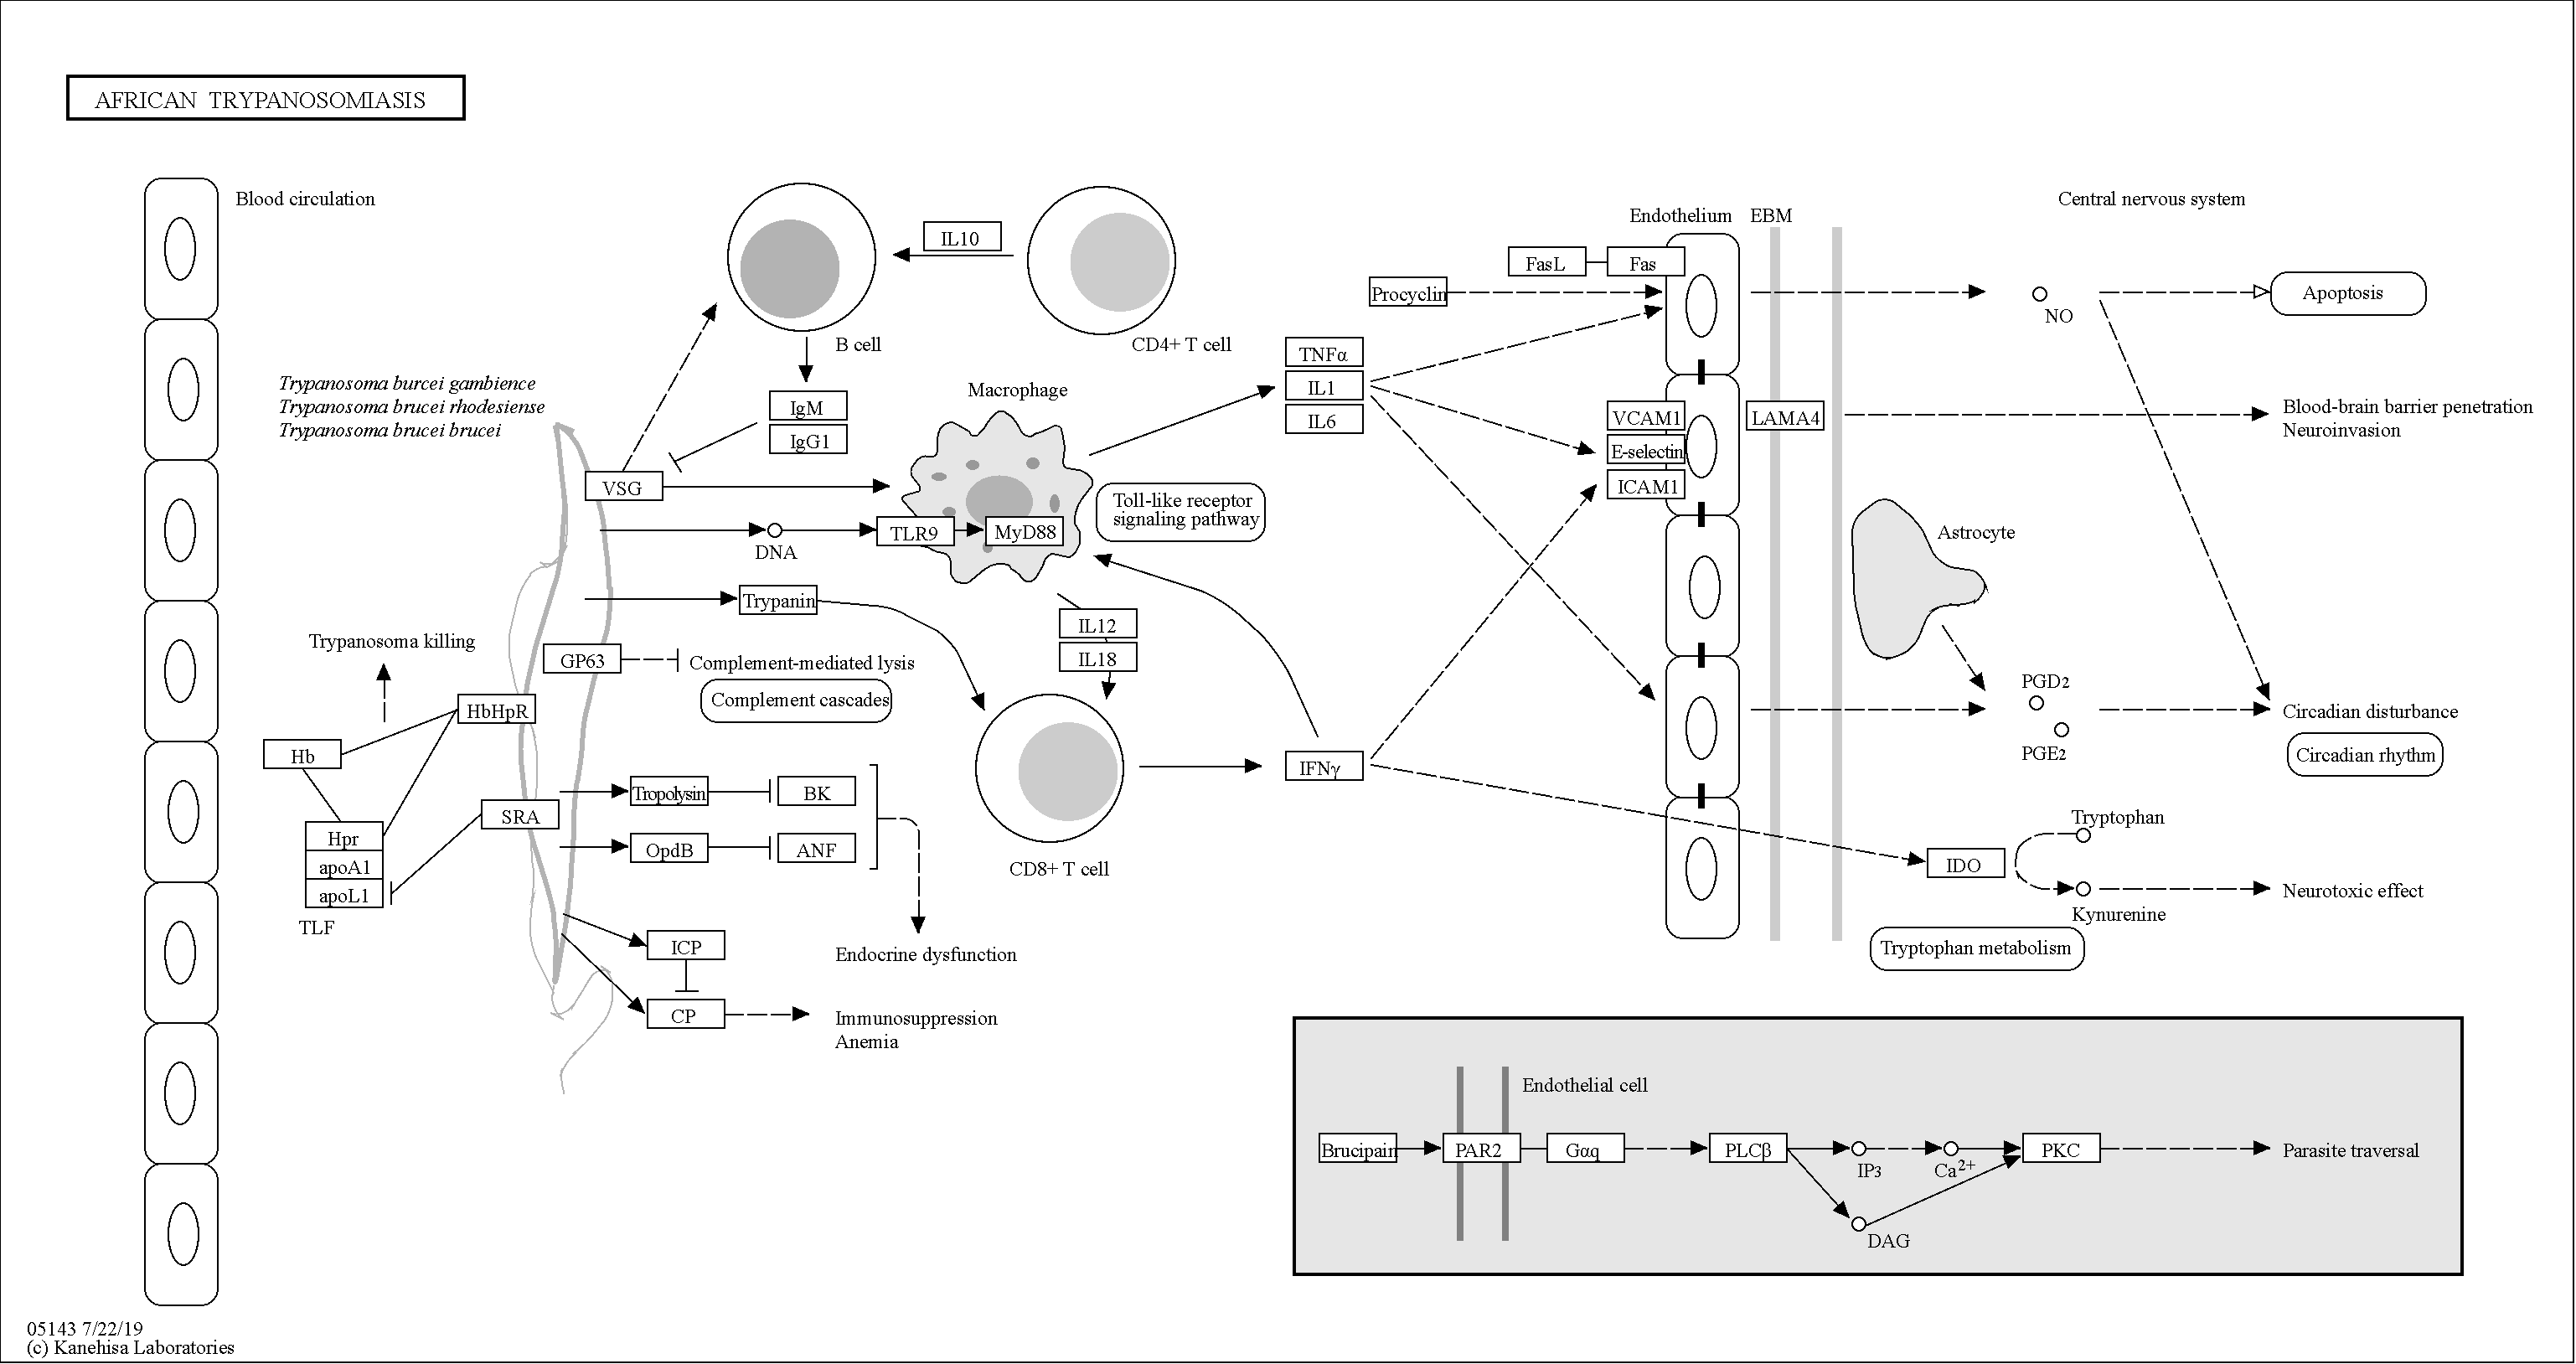 AFRICAN TRYPANOSOMIASIS
Blood circulation
B cell
IL10
CD4+ T cell
Endothelium
EBM
Central nervous system
FasL
Fas
Procyclin
NO
Apoptosis
Trypanosoma burcei gambience
Trypanosoma brucei rhodesiense
Trypanosoma brucei brucei
IgM
IgG1
Macrophage
TNFα
IL1
IL6
VCAM1
E-selectin
ICAM1
LAMA4
Blood-brain barrier penetration
Neuroinvasion
VSG
DNA
TLR9
MyD88
Toll-like receptor
signaling pathway
Astrocyte
Trypanin
IL12
IL18
Trypanosoma killing
GP63
Complement-mediated lysis
Complement cascades
HbHpR
Hb
Hpr
apoA1
apoL1
TLF
SRA
Tropolysin
BK
OpdB
ANF
CD8+ T cell
IFNγ
PGD2
PGE2
Circadian disturbance
Circadian rhythm
Tryptophan
IDO
Kynurenine
Neurotoxic effect
Tryptophan metabolism
ICP
CP
Endocrine dysfunction
Immunosuppression
Anemia
Endothelial cell
Brucipain
PAR2
Gαq
PLCβ
IP3
Ca2+
PKC
Parasite traversal
DAG
05143 7/22/19
(c) Kanehisa Laboratories